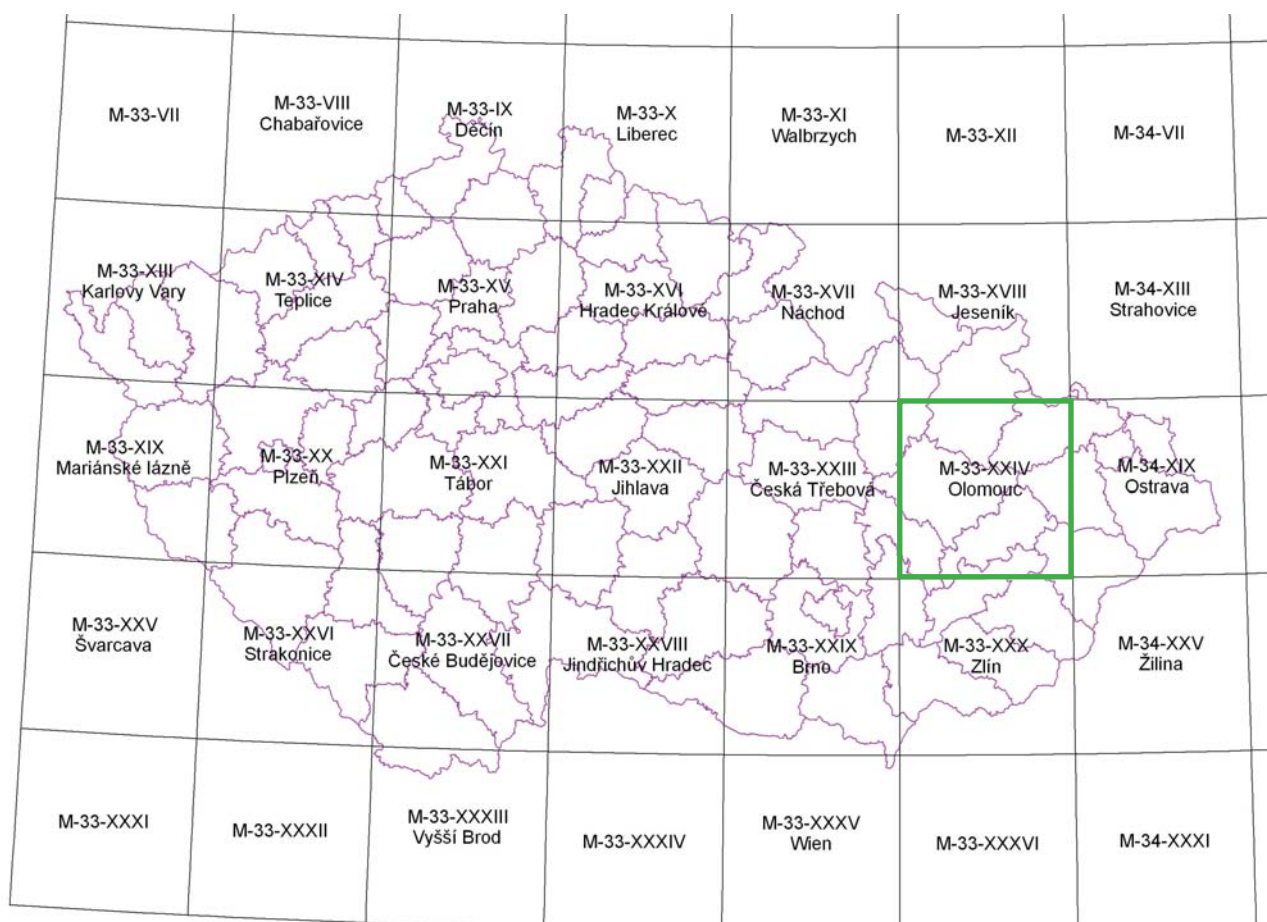 M-33-VII
M-33-VIII
Chabařovice
M-33-IX
Děčín
M-33-X
Liberec
M-33-XI
Walbrzych
M-33-XII
M-34-VII
M-33-XIII
Karlovy Vary
M-33-XIV
Teplice
M-33-XV
Praha
M-33-XVI
Hradec Králové
M-33-XVII
Náchod
M-33-XVIII
Jeseník
M-34-XIII
Strahovice
M-33-XIX
Mariánské lázně
M-33-XX
Plzeň
M-33-XXI
Tábor
M-33-XXII
Jihlava
M-33-XXIII
Česká Třebová
M-33-XXIV
Olomouc
M-34-XIX
Ostrava
M-33-XXV
Švarcava
M-33-XXVI
Strakonice
M-33-XXVII
České Budějovice
M-33-XXVIII
Jindřichův Hradec
M-33-XXIX
Brno
M-33-XXX
Zlín
M-34-XXV
Žilina
M-33-XXXI
M-33-XXXII
M-33-XXXIII
Vyšší Brod
M-33-XXXIV
M-33-XXXV
Wien
M-33-XXXVI
M-34-XXXI